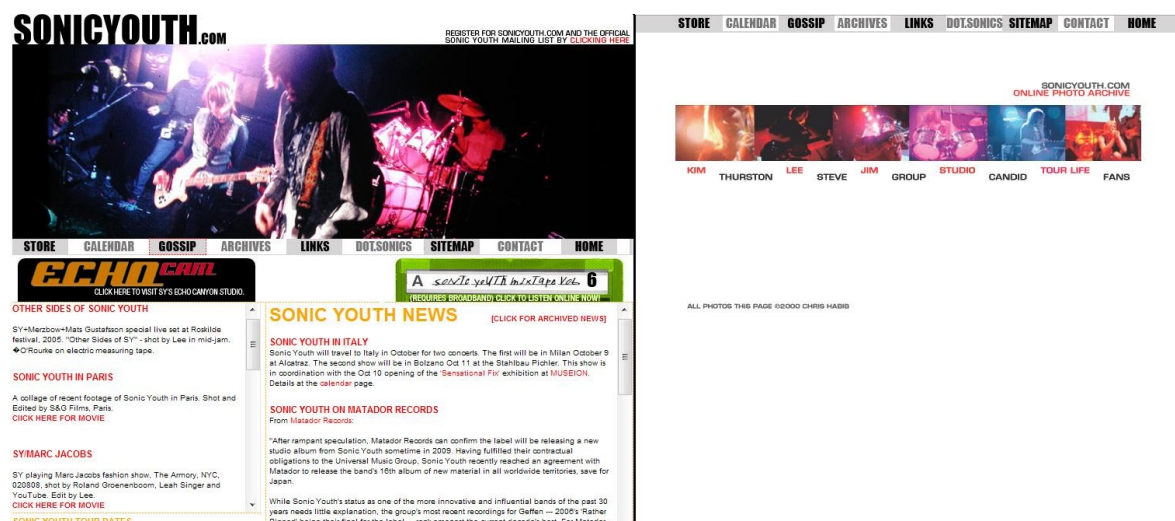 SONICYOUTH.COM
REGISTER FOR SONICYOUTH.COM AND THE OFFICIAL
SONIC YOUTH MAILING LIST BY CLICKING HERE
STORE CALENDAR GOSSIP ARCHIVES LINKS DOT.SONICS SITEMAP CONTACT HOME
ECHO CAM
CLICK HERE TO VISIT SY'S ECHO CANYON STUDIO.
A sonic youth mixtape Vol. 6
(REQUIRES BROADBAND) CLICK TO LISTEN ONLINE NOW!
OTHER SIDES OF SONIC YOUTH
SY+Merzbow+Mats Gustafsson special live set at Roskilde
festival, 2005. "Other Sides of SY" - shot by Lee in mid-jam.
�O'Rourke on electric measuring tape.
SONIC YOUTH IN PARIS
A collage of recent footage of Sonic Youth in Paris. Shot and
Edited by S&G Films, Paris.
CLICK HERE FOR MOVIE
SY/MARC JACOBS
SY playing Marc Jacobs fashion show, The Armory, NYC,
020808, shot by Roland Groenenboom, Leah Singer and
YouTube. Edit by Lee.
CLICK HERE FOR MOVIE
SONIC YOUTH TOUR DATES
SONIC YOUTH NEWS [CLICK FOR ARCHIVED NEWS]
SONIC YOUTH IN ITALY
Sonic Youth will travel to Italy in October for two concerts. The first will be in Milan October 9
at Alcatraz. The second show will be in Bolzano Oct 11 at the Stahlbau Pichler. This show is
in coordination with the Oct 10 opening of the 'Sensational Fix' exhibition at MUSEION.
Details at the calendar page.
SONIC YOUTH ON MATADOR RECORDS
From Matador Records:
"After rampant speculation, Matador Records can confirm the label will be releasing a new
studio album from Sonic Youth sometime in 2009. Having fulfilled their contractual
obligations to the Universal Music Group, Sonic Youth recently reached an agreement with
Matador to release the band's 16th album of new material in all worldwide territories, save for
Japan.
While Sonic Youth's status as one of the more innovative and influential bands of the past 30
years needs little explanation, the group's most recent recordings for Geffen — 2006's 'Rather
STORE CALENDAR GOSSIP ARCHIVES LINKS DOT.SONICS SITEMAP CONTACT HOME
SONICYOUTH.COM
ONLINE PHOTO ARCHIVE
KIM THURSTON LEE STEVE JIM GROUP STUDIO CANDID TOUR LIFE FANS
ALL PHOTOS THIS PAGE ©2000 CHRIS HABIB